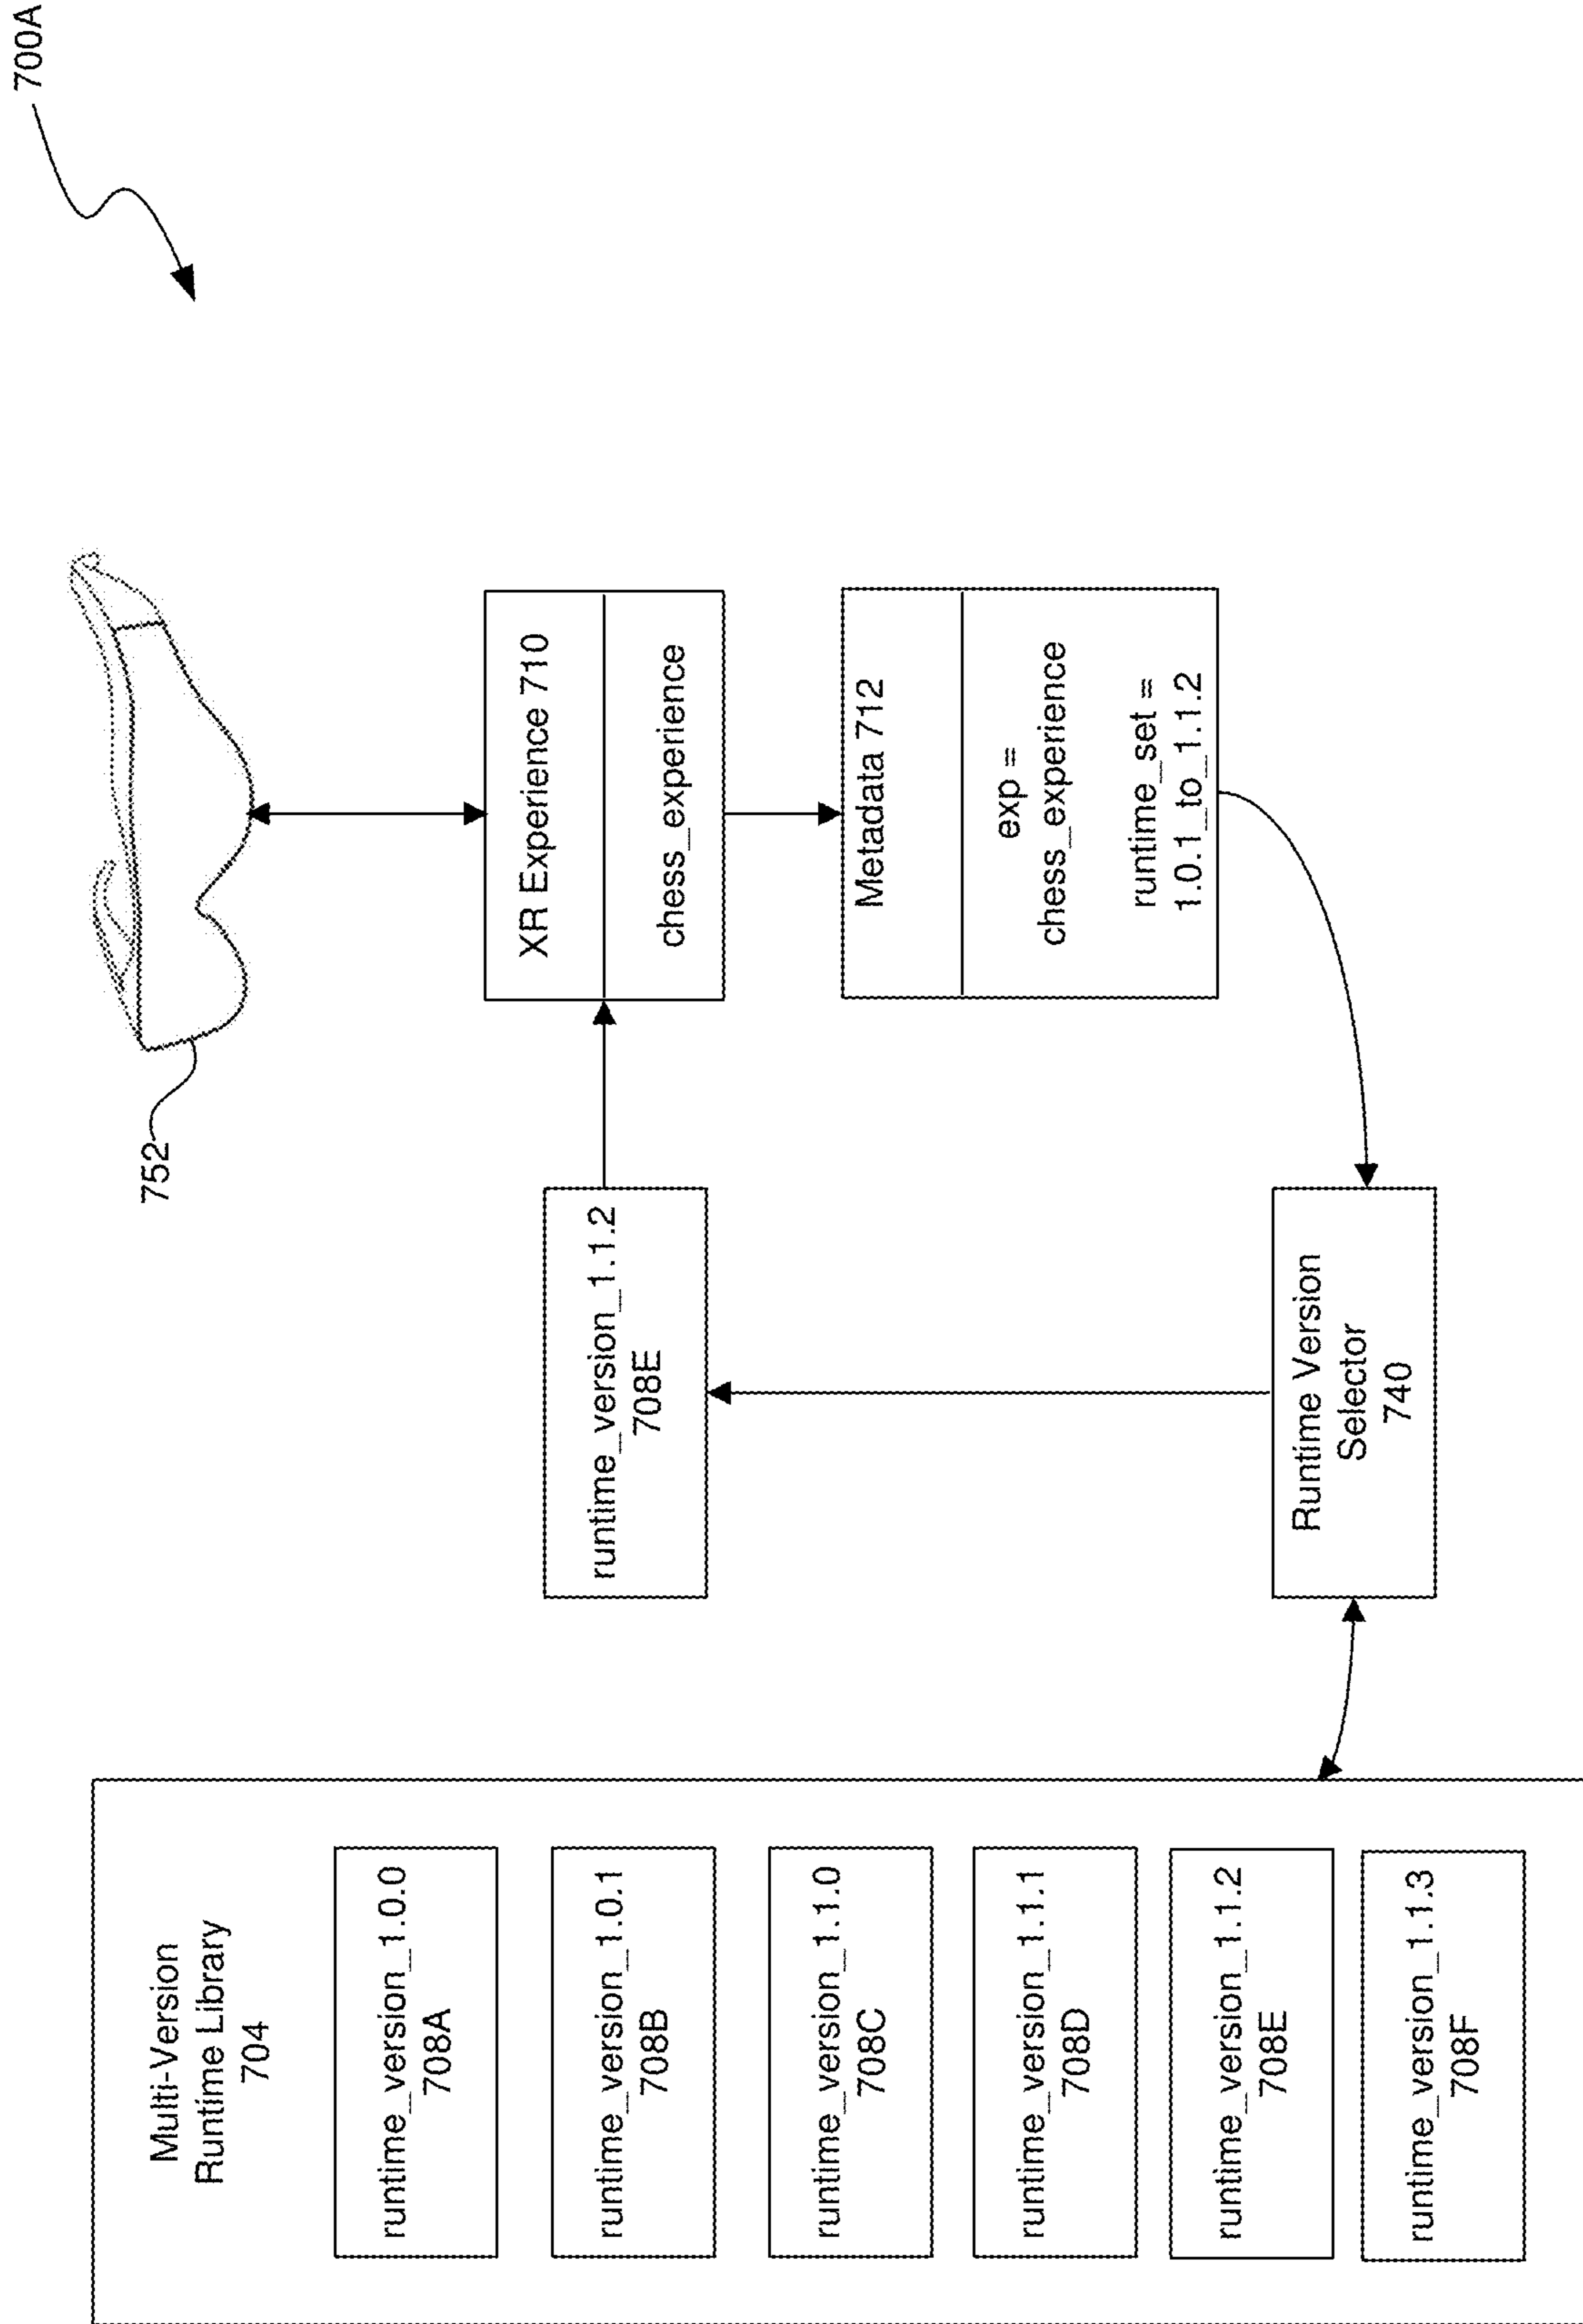 700A
752
Multi-Version
Runtime Library
704
runtime_version_1.0.0
708A
runtime_version_1.0.1
708B
runtime_version_1.1.0
708C
runtime_version_1.1.1
708D
runtime_version_1.1.2
708E
runtime_version_1.1.3
708F
runtime_version_1.1.2
708E
Runtime Version
Selector
740
XR Experience 710
chess_experience
Metadata 712
exp =
chess_experience
runtime_set =
1.0.1_to_1.1.2